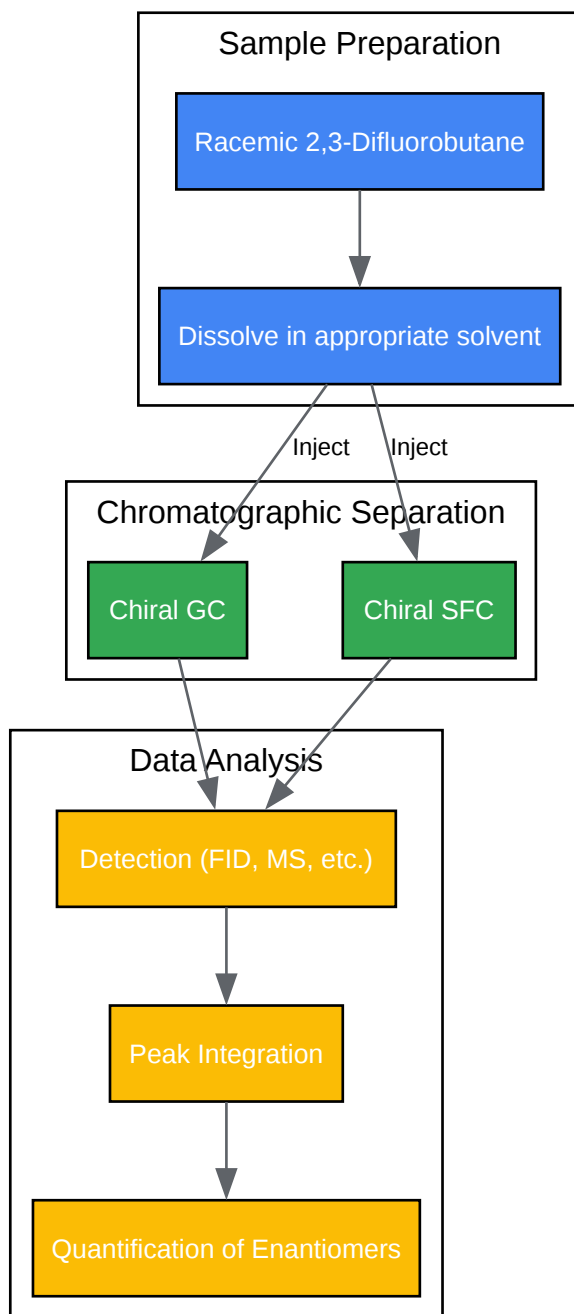 Sample Preparation
Racemic 2,3-Difluorobutane
Dissolve in appropriate solvent
Inject
Inject
Chromatographic Separation
Chiral GC
Chiral SFC
Data Analysis
Detection (FID, MS, etc.)
Peak Integration
Quantification of Enantiomers